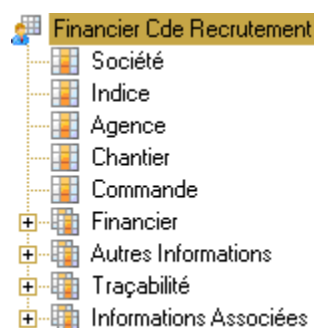 Financier Cde Recrutement
Société
Indice
Agence
Chantier
Commande
Financier
Autres Informations
Traçabilité
Informations Associées